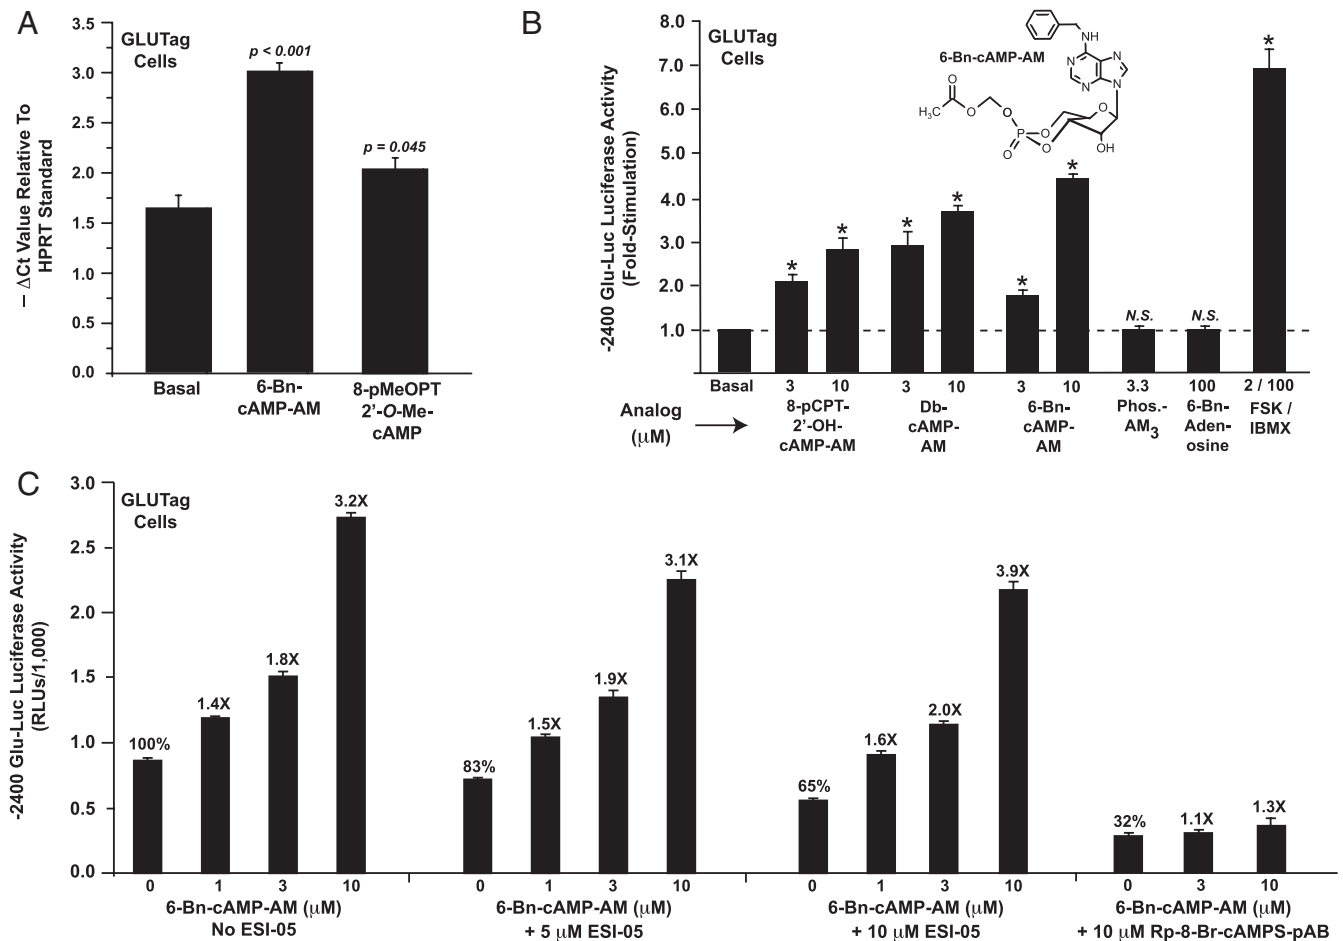 A
GLUTag
Cells
3.5
3.0
2.5
2.0
1.5
1.0
0.5
0.0
– ΔCt Value Relative To
HPRT Standard
p < 0.001
p = 0.045
Basal
6-Bn-
cAMP-AM
8-pMeOPT
2'-O-Me-
cAMP
B
GLUTag
Cells
8.0
7.0
6.0
5.0
4.0
3.0
2.0
1.0
-2400 Glu-Luc Luciferase Activity
(Fold-Stimulation)
6-Bn-cAMP-AM
NH
N
N
N
N
O
H₃C
O
O
O
P
O
O
O
OH
*
*
*
*
*
*
N.S.
N.S.
*
Basal
3
10
3
10
3
10
3.3
100
2 / 100
Analog
(μM)
8-pCPT-
2'-OH-
cAMP-AM
Db-
cAMP-
AM
6-Bn-
cAMP-
AM
Phos.-
AM₃
6-Bn-
Aden-
osine
FSK /
IBMX
C
GLUTag
Cells
3.0
2.5
2.0
1.5
1.0
0.5
0.0
-2400 Glu-Luc Luciferase Activity
(RLUs/1,000)
100%
1.4X
1.8X
3.2X
83%
1.5X
1.9X
3.1X
65%
1.6X
2.0X
3.9X
32%
1.1X
1.3X
0 1 3 10
6-Bn-cAMP-AM (μM)
No ESI-05
0 1 3 10
6-Bn-cAMP-AM (μM)
+ 5 μM ESI-05
0 1 3 10
6-Bn-cAMP-AM (μM)
+ 10 μM ESI-05
0 3 10
6-Bn-cAMP-AM (μM)
+ 10 μM Rp-8-Br-cAMPS-pAB